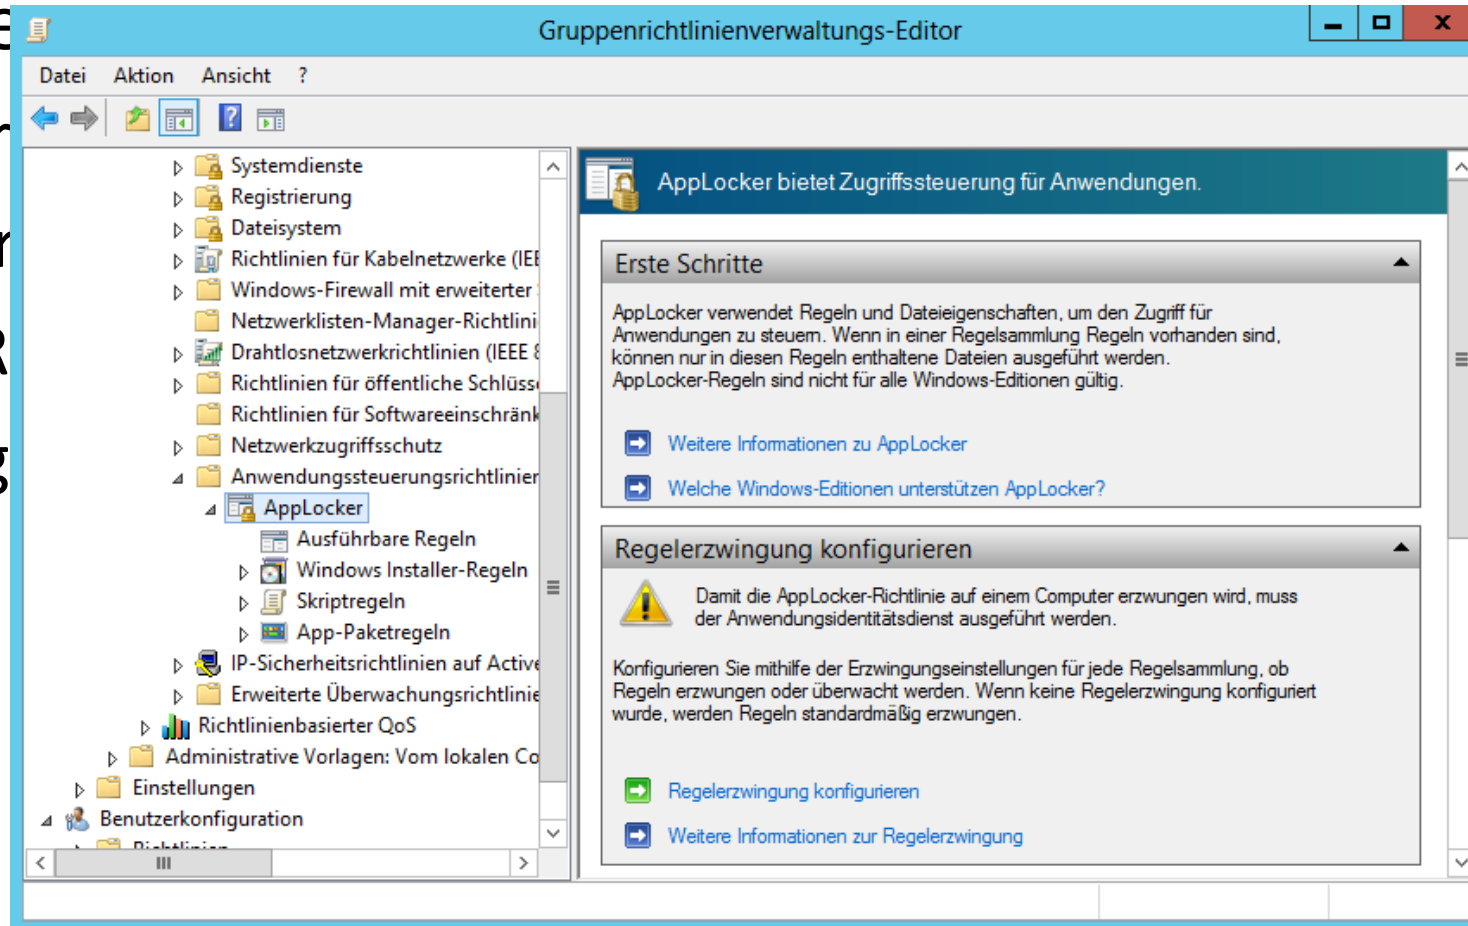 Gruppenrichtlinienverwaltungs-Editor
Datei Aktion Ansicht ?
Systemdienste
Registrierung
Dateisystem
Richtlinien für Kabelnetzwerke (IEE
Windows-Firewall mit erweiterter
Netzwerklisten-Manager-Richtlini
Drahtlosnetzwerkrichtlinien (IEEE 8
Richtlinien für öffentliche Schlüss
Richtlinien für Softwareeinschränk
Netzwerkzugriffsschutz
Anwendungssteuerungsrichtlinien
AppLocker
Ausführbare Regeln
Windows Installer-Regeln
Skriptregeln
App-Paketregeln
IP-Sicherheitsrichtlinien auf Active
Erweiterte Überwachungsrichtlinie
Richtlinienbasierter QoS
Administrative Vorlagen: Vom lokalen Co
Einstellungen
Benutzerkonfiguration
Richtlinien
AppLocker bietet Zugriffssteuerung für Anwendungen.
Erste Schritte
AppLocker verwendet Regeln und Dateieigenschaften, um den Zugriff für
Anwendungen zu steuern. Wenn in einer Regelsammlung Regeln vorhanden sind,
können nur in diesen Regeln enthaltene Dateien ausgeführt werden.
AppLocker-Regeln sind nicht für alle Windows-Editionen gültig.
Weitere Informationen zu AppLocker
Welche Windows-Editionen unterstützen AppLocker?
Regelerzwingung konfigurieren
Damit die AppLocker-Richtlinie auf einem Computer erzwungen wird, muss
der Anwendungsidentitätsdienst ausgeführt werden.
Konfigurieren Sie mithilfe der Erzwingungseinstellungen für jede Regelsammlung, ob
Regeln erzwungen oder überwacht werden. Wenn keine Regelerzwingung konfiguriert
wurde, werden Regeln standardmäßig erzwungen.
Regelerzwingung konfigurieren
Weitere Informationen zur Regelerzwingung